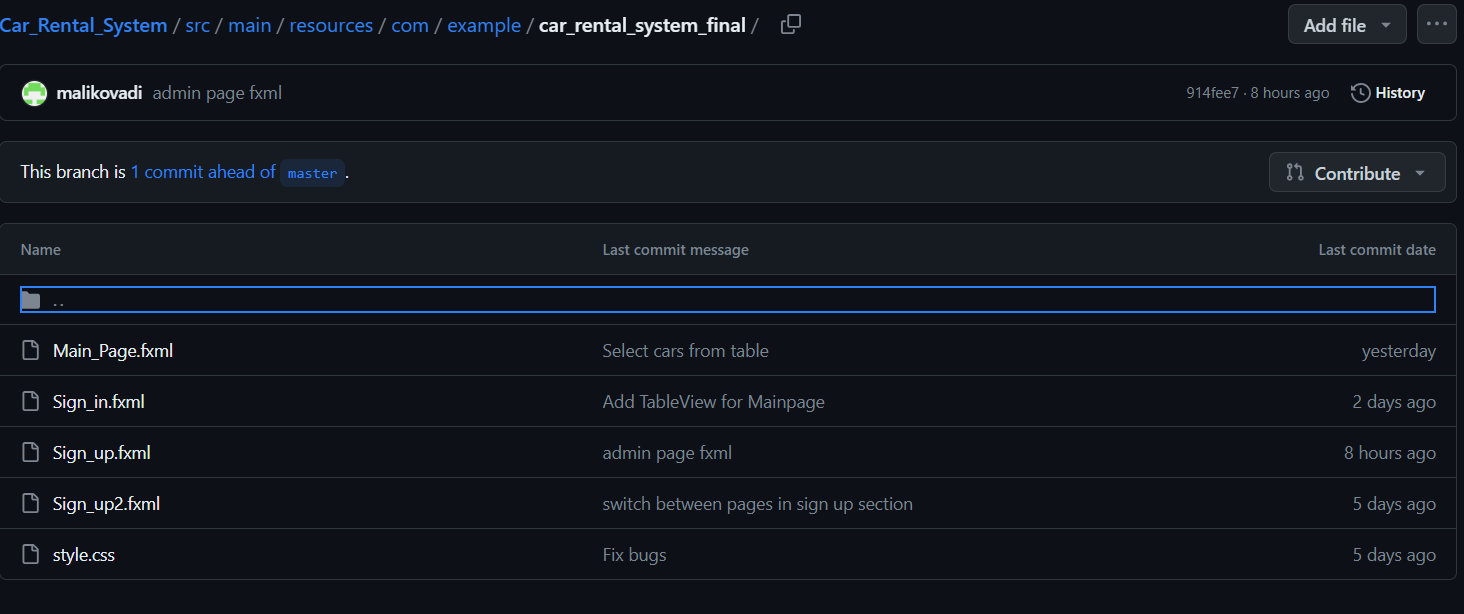 Car_Rental_System / src / main / resources / com / example / car_rental_system_final /
Add file
malikovadi admin page fxml
914fee7 · 8 hours ago
History
This branch is 1 commit ahead of master .
Contribute
Name Last commit message Last commit date
..
Main_Page.fxml Select cars from table yesterday
Sign_in.fxml Add TableView for Mainpage 2 days ago
Sign_up.fxml admin page fxml 8 hours ago
Sign_up2.fxml switch between pages in sign up section 5 days ago
style.css Fix bugs 5 days ago